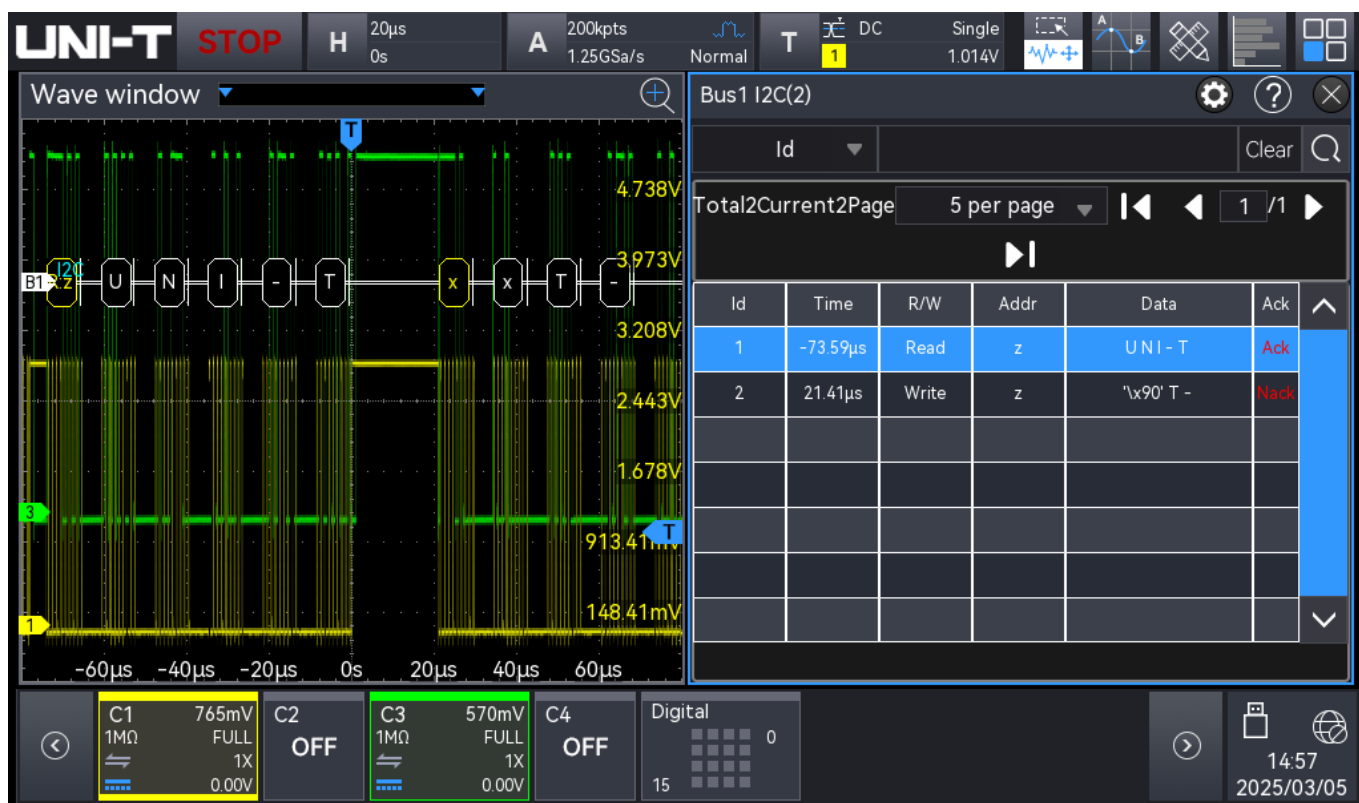 UNI-T STOP H 20µs A 200kpts T DC Single A
0s 1.25GSa/s Normal 1 1.014V B
Wave window
Bus1 I2C(2)
T
Id Clear
4.738V
Total2Current2Page 5 per page 1 /1
3.973V
B1 I2C U N I - T x x T -
3.208V
Id Time R/W Addr Data Ack
1 -73.59µs Read z U N I - T Ack
2 21.41µs Write z '\x90' T - Nack
2.443V
1.678V
3
T
913.41mV
148.41mV
1
-60µs -40µs -20µs 0s 20µs 40µs 60µs
C1 765mV
1MΩ FULL
1X
0.00V
C2
OFF
C3 570mV
1MΩ FULL
1X
0.00V
C4
OFF
Digital
0
15
14:57
2025/03/05